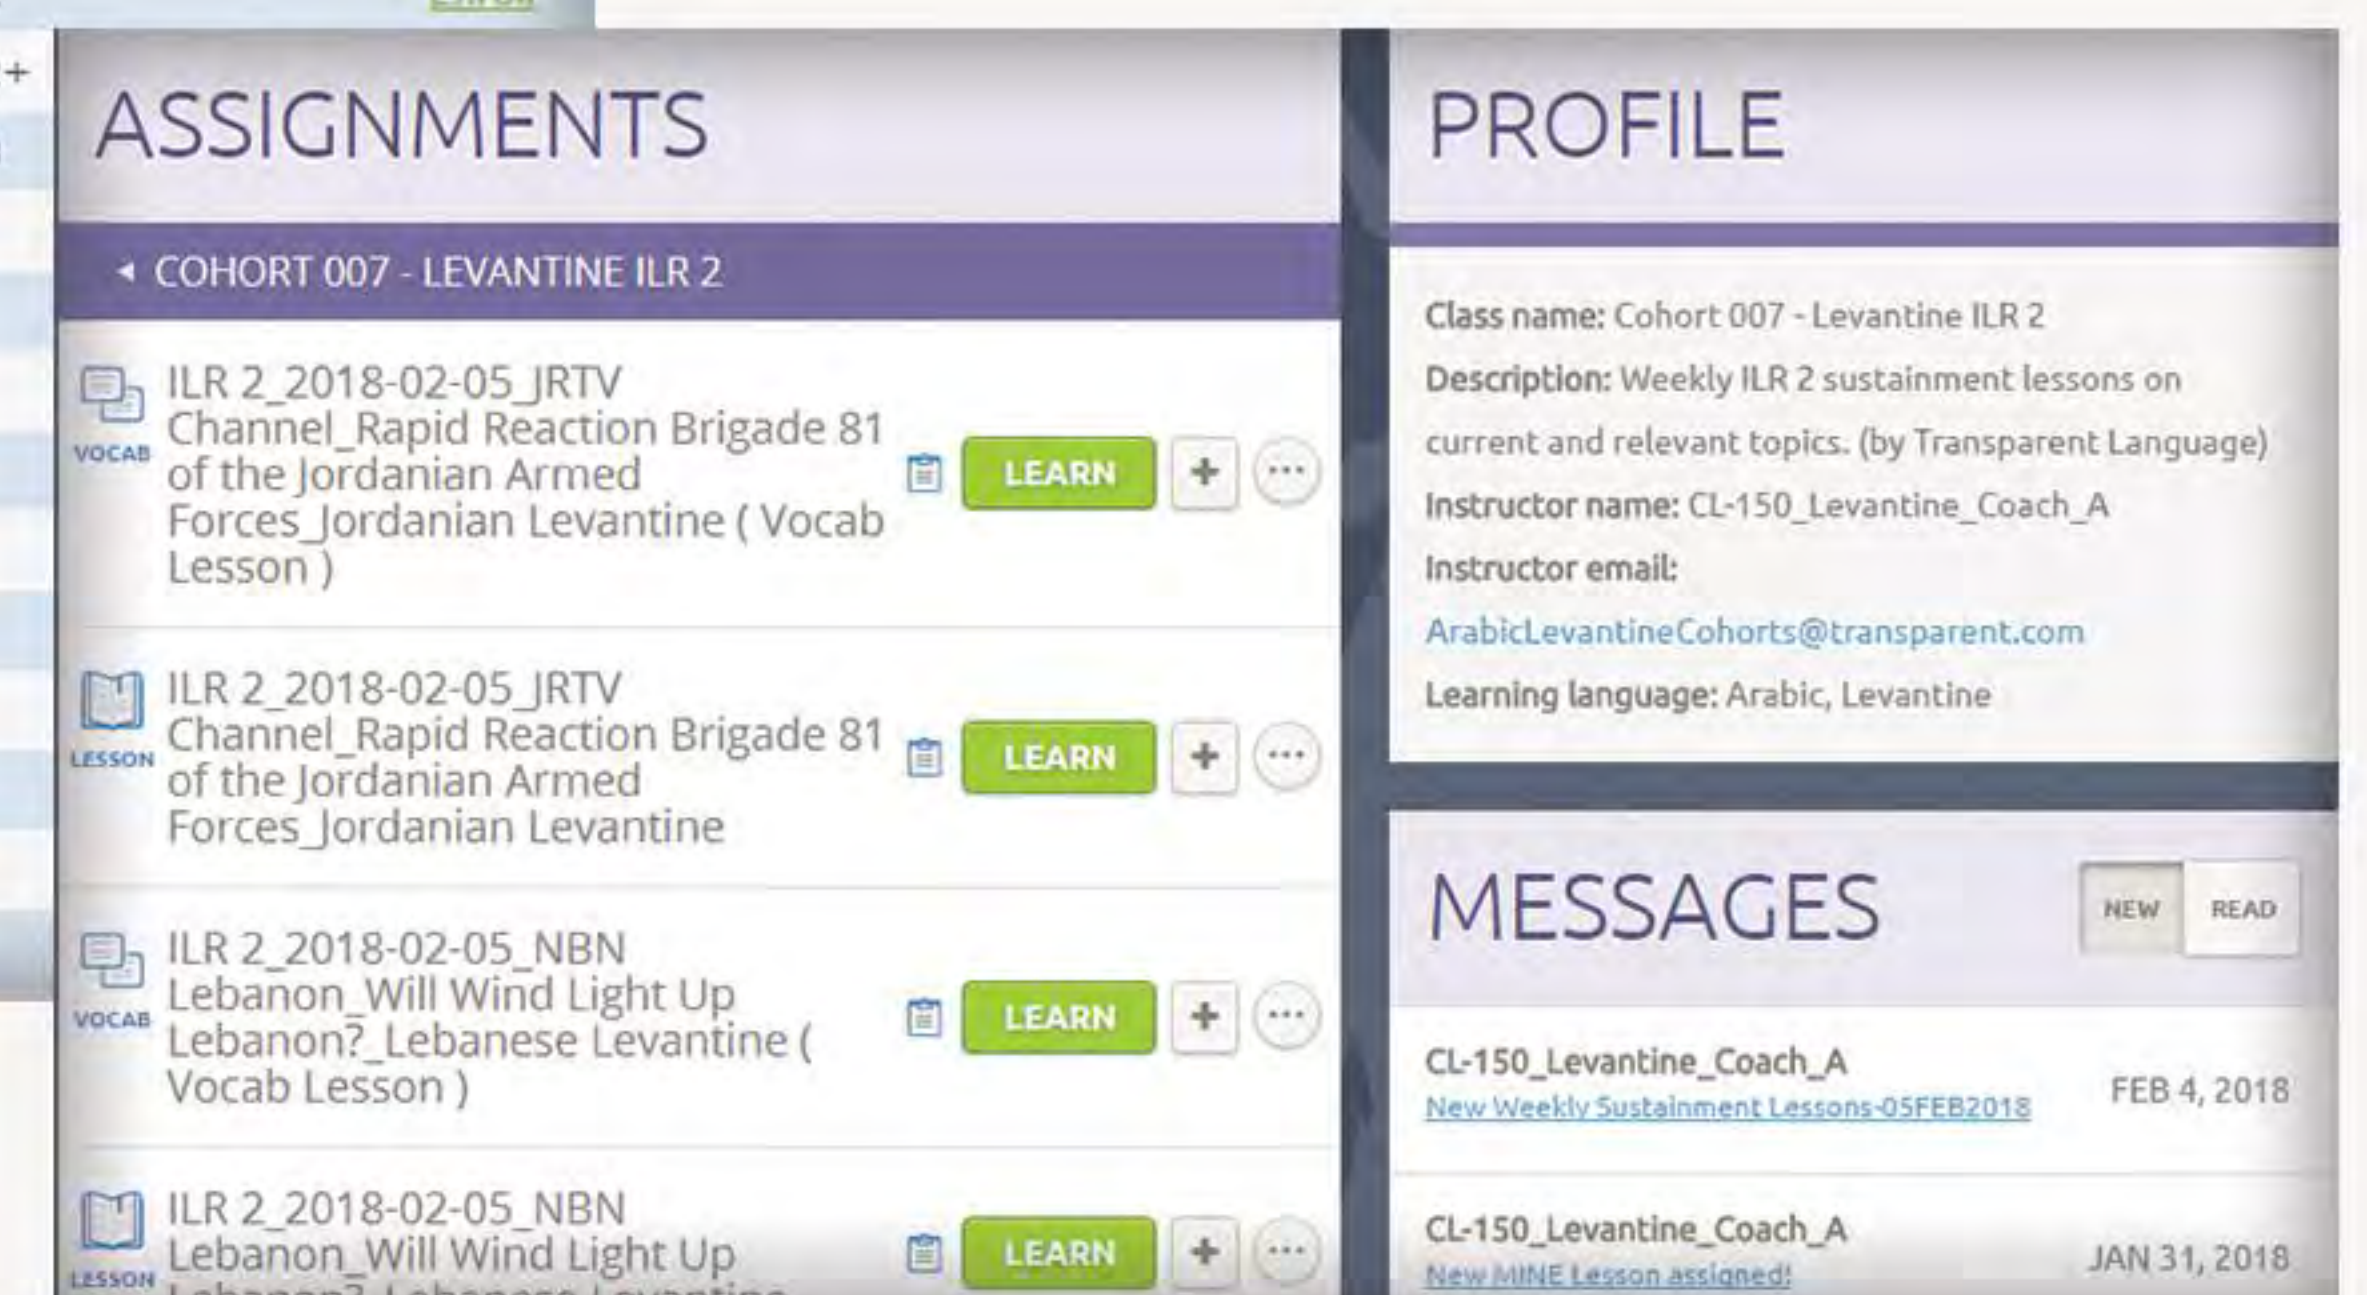 +
ASSIGNMENTS
COHORT 007 - LEVANTINE ILR 2
VOCAB
ILR 2_2018-02-05_JRTV
Channel_Rapid Reaction Brigade 81
of the Jordanian Armed
Forces_Jordanian Levantine ( Vocab
Lesson )
LEARN
+
LESSON
ILR 2_2018-02-05_JRTV
Channel_Rapid Reaction Brigade 81
of the Jordanian Armed
Forces_Jordanian Levantine
LEARN
+
VOCAB
ILR 2_2018-02-05_NBN
Lebanon_Will Wind Light Up
Lebanon?_Lebanese Levantine (
Vocab Lesson )
LEARN
+
LESSON
ILR 2_2018-02-05_NBN
Lebanon_Will Wind Light Up
Lebanon?_Lebanese Levantine
LEARN
+
PROFILE
Class name: Cohort 007 - Levantine ILR 2
Description: Weekly ILR 2 sustainment lessons on
current and relevant topics. (by Transparent Language)
Instructor name: CL-150_Levantine_Coach_A
Instructor email:
ArabicLevantineCohorts@transparent.com
Learning language: Arabic, Levantine
MESSAGES
NEW READ
CL-150_Levantine_Coach_A
New Weekly Sustainment Lessons-05FEB2018
FEB 4, 2018
CL-150_Levantine_Coach_A
New MINE Lesson assigned!
JAN 31, 2018